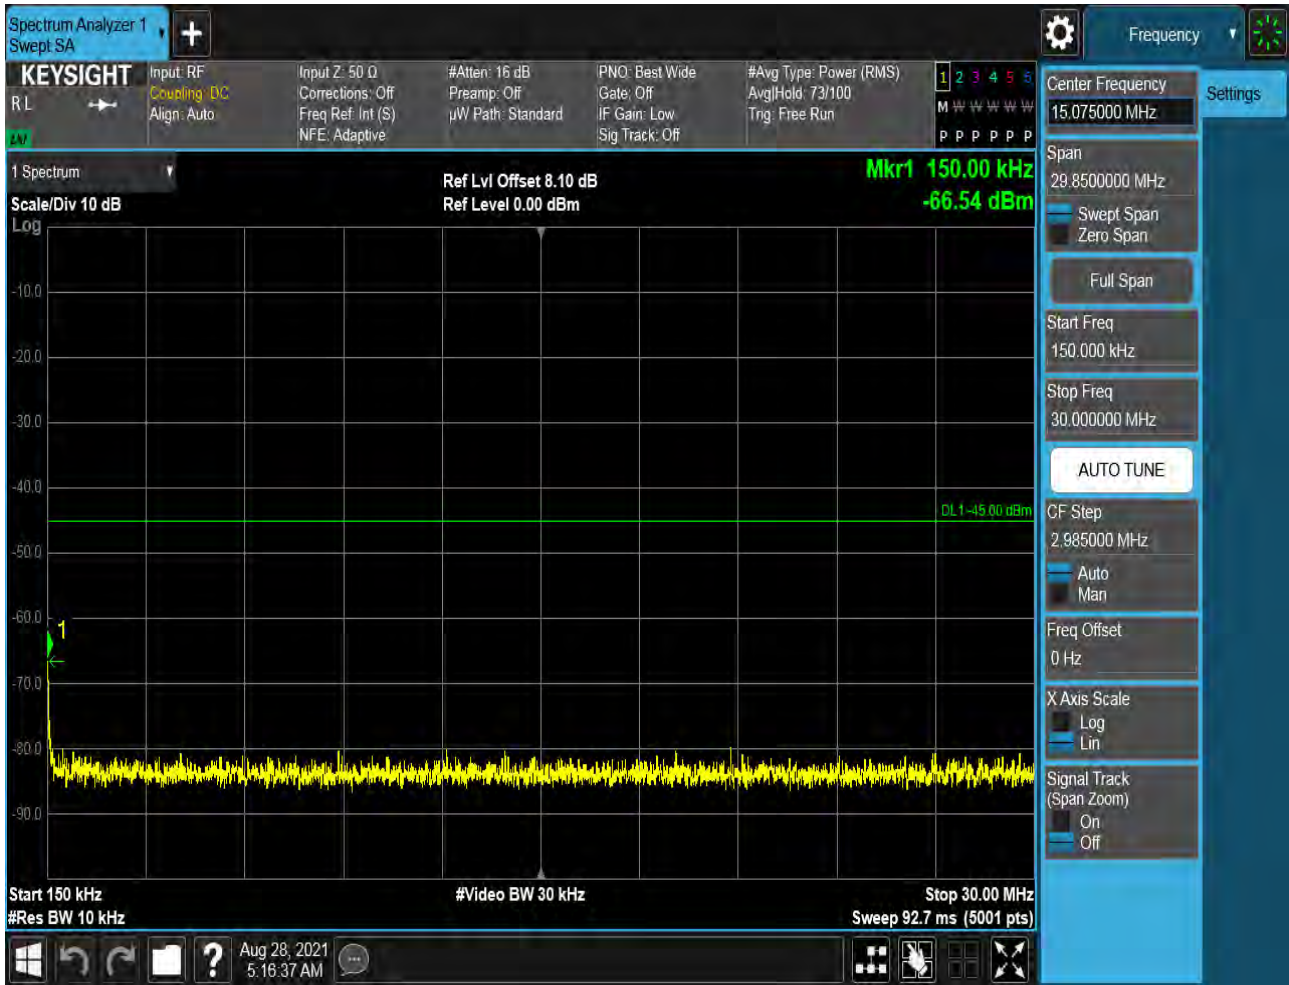 Spectrum Analyzer 1
Swept SA
Frequency
KEYSIGHT
R L
Input: RF
Coupling: DC
Align: Auto
Input Z: 50 Ω
Corrections: Off
Freq Ref: Int (S)
NFE: Adaptive
#Atten: 16 dB
Preamp: Off
µW Path: Standard
PNO: Best Wide
Gate: Off
IF Gain: Low
Sig Track: Off
#Avg Type: Power (RMS)
Avg|Hold: 73/100
Trig: Free Run
1 2 3 4 5 6
M W W W W W
P P P P P P
1 Spectrum
Scale/Div 10 dB
Log
Ref Lvl Offset 8.10 dB
Ref Level 0.00 dBm
Mkr1 150.00 kHz
-66.54 dBm
-10.0
-20.0
-30.0
-40.0
DL1 -45.00 dBm
-50.0
-60.0
1
-70.0
-80.0
-90.0
Start 150 kHz
#Video BW 30 kHz
Stop 30.00 MHz
#Res BW 10 kHz
Sweep 92.7 ms (5001 pts)
Center Frequency
15.075000 MHz
Settings
Span
29.8500000 MHz
Swept Span
Zero Span
Full Span
Start Freq
150.000 kHz
Stop Freq
30.000000 MHz
AUTO TUNE
CF Step
2.985000 MHz
Auto
Man
Freq Offset
0 Hz
X Axis Scale
Log
Lin
Signal Track
(Span Zoom)
On
Off
?
Aug 28, 2021
5:16:37 AM